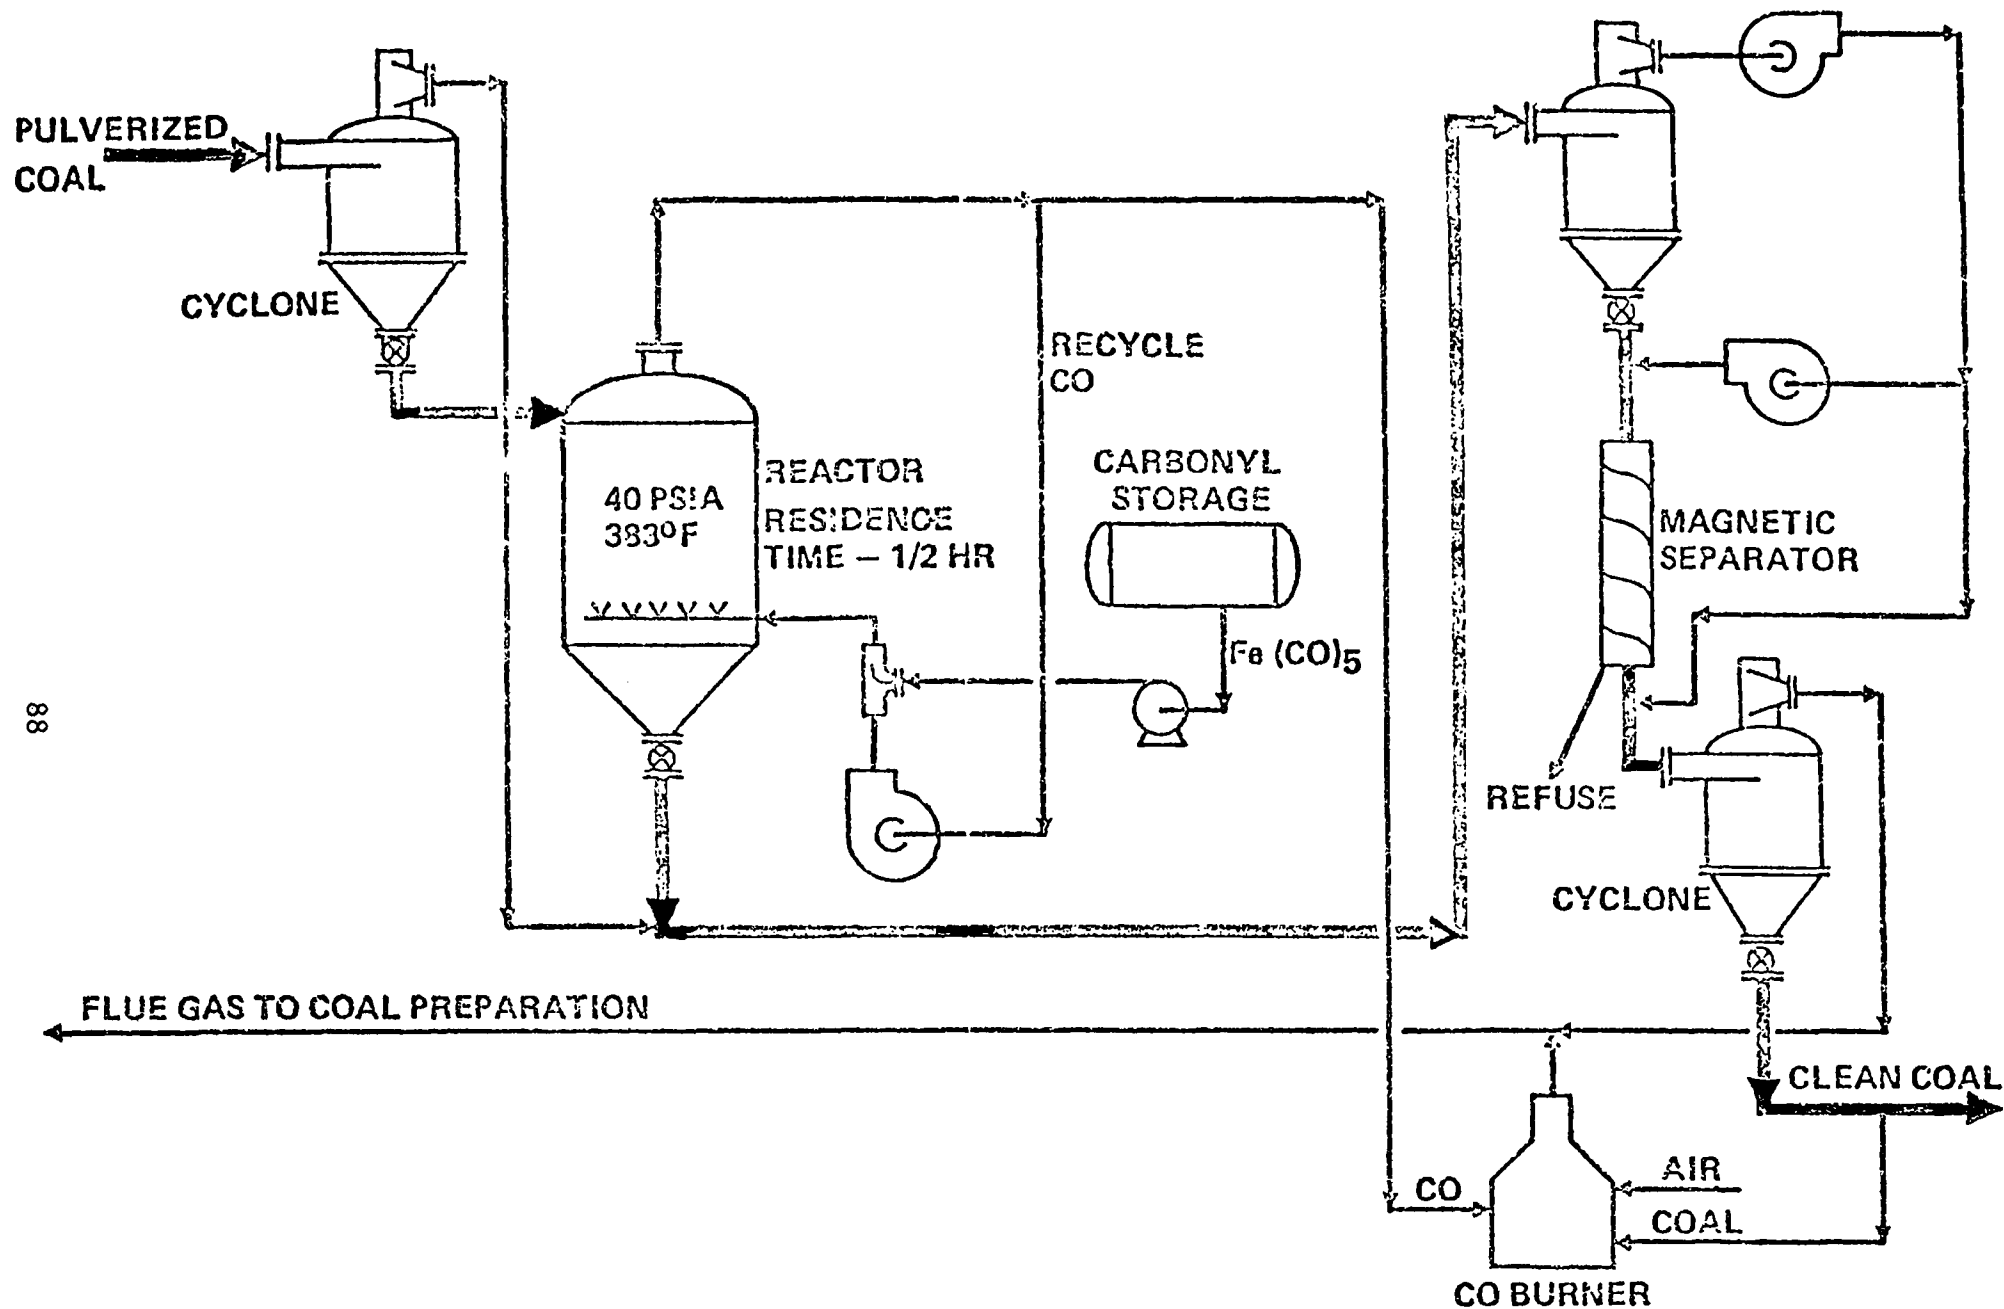 PULVERIZED
COAL
CYCLONE
40 PSIA
383°F
REACTOR
RESIDENCE
TIME – 1/2 HR
RECYCLE
CO
CARBONYL
STORAGE
Fe (CO)5
MAGNETIC
SEPARATOR
REFUSE
CYCLONE
88
FLUE GAS TO COAL PREPARATION
CLEAN COAL
AIR
CO
COAL
CO BURNER